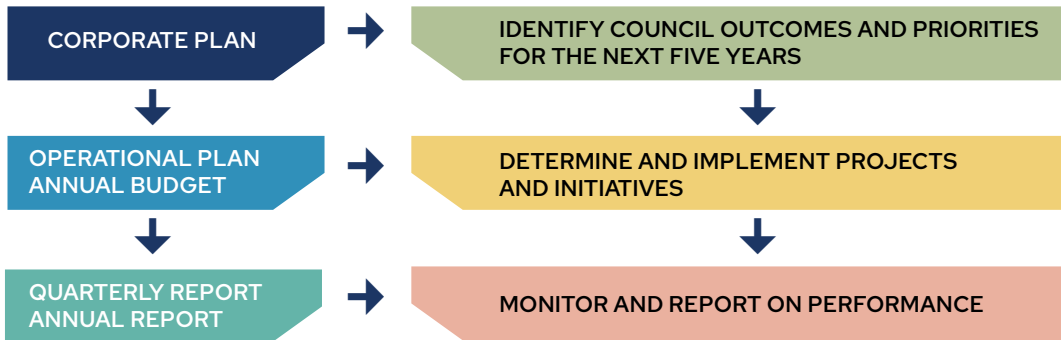 CORPORATE PLAN
IDENTIFY COUNCIL OUTCOMES AND PRIORITIES
FOR THE NEXT FIVE YEARS
OPERATIONAL PLAN
ANNUAL BUDGET
DETERMINE AND IMPLEMENT PROJECTS
AND INITIATIVES
QUARTERLY REPORT
ANNUAL REPORT
MONITOR AND REPORT ON PERFORMANCE